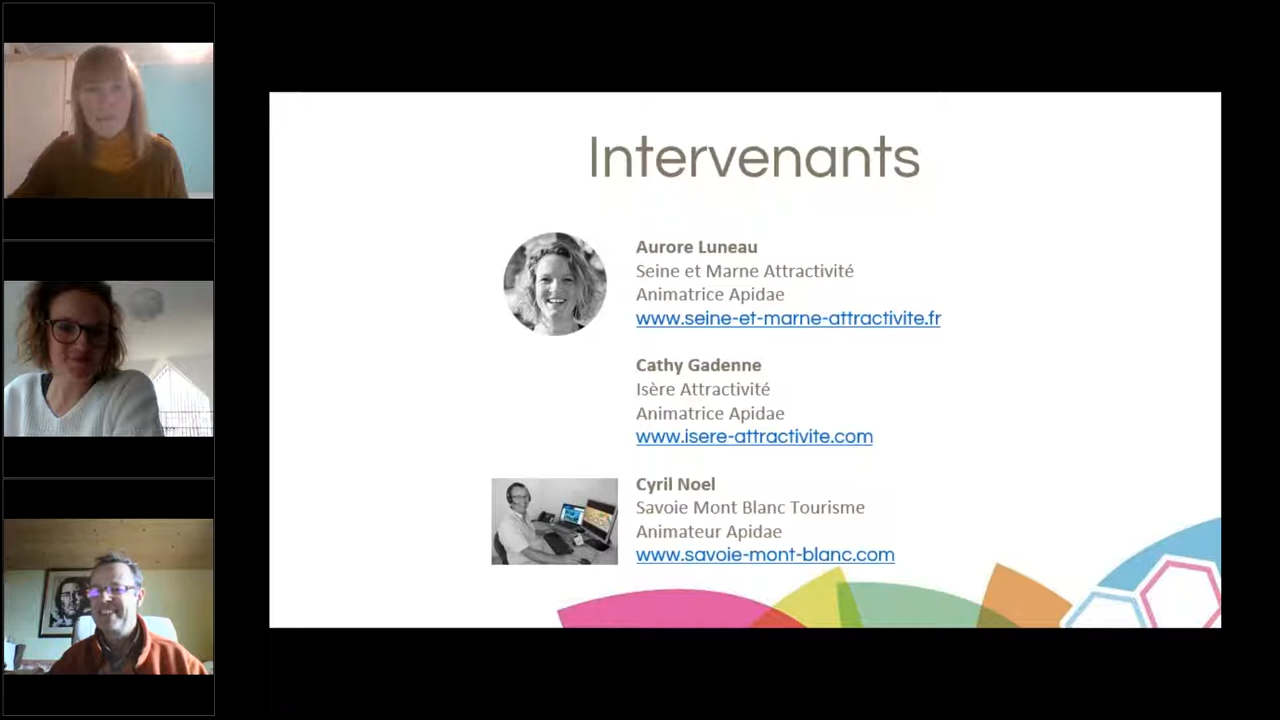 Intervenants
Aurore Luneau
Seine et Marne Attractivité
Animatrice Apidae
www.seine-et-marne-attractivite.fr
Cathy Gadenne
Isère Attractivité
Animatrice Apidae
www.isere-attractivite.com
Cyril Noel
Savoie Mont Blanc Tourisme
Animateur Apidae
www.savoie-mont-blanc.com